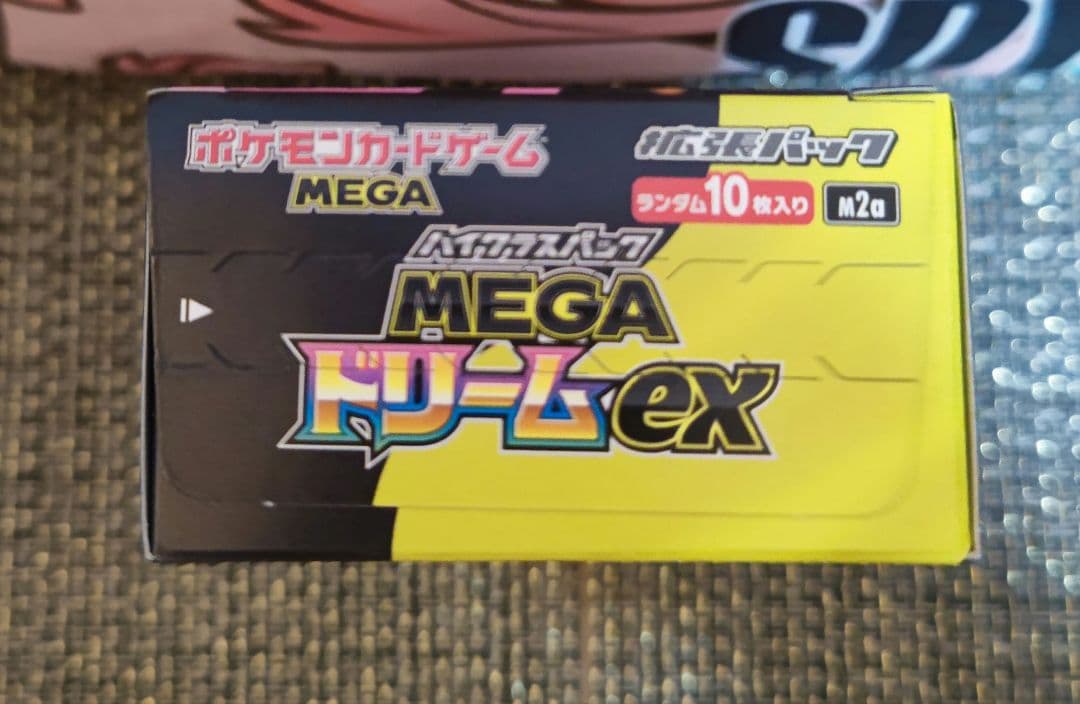 ポケモンカードゲーム
MEGA
拡張パック
ランダム10枚入り
M2a
ハイクラスパック
MEGA
ドリームex